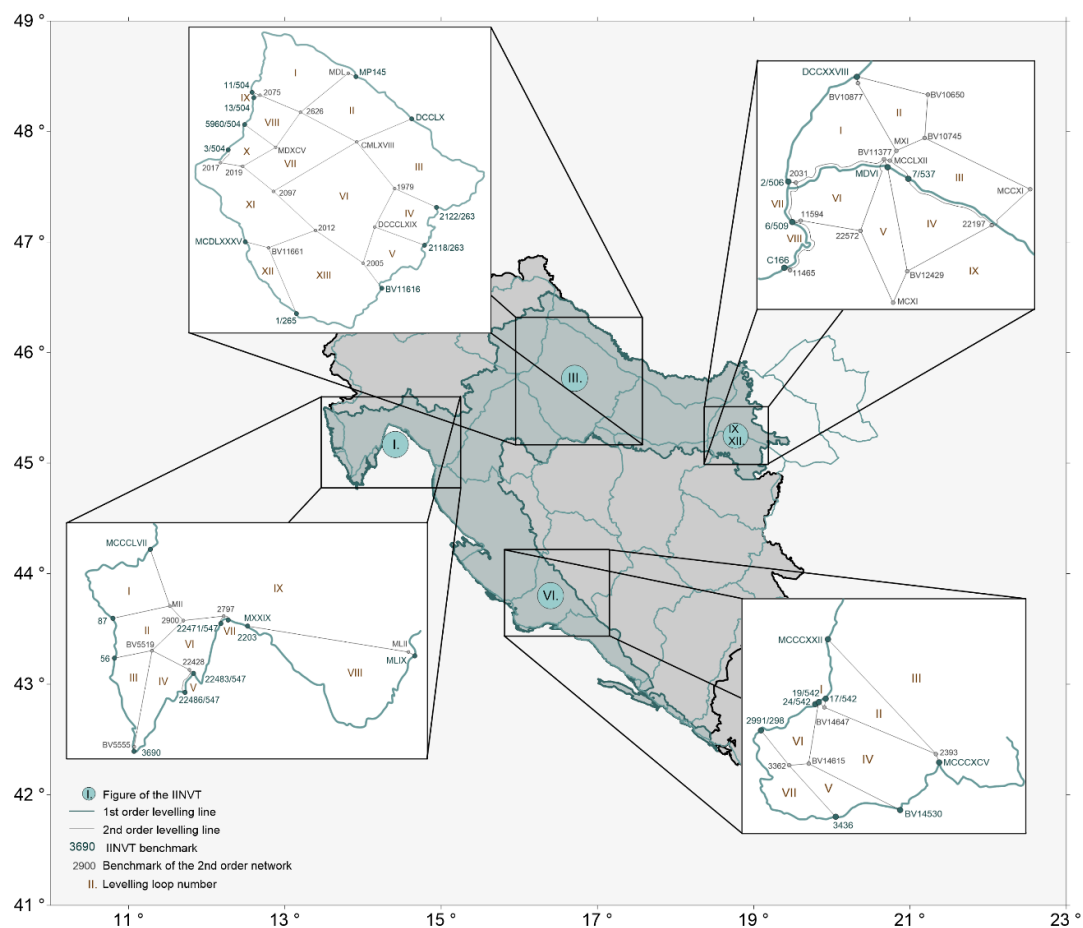 49 °
48 °
47 °
46 °
45 °
44 °
43 °
42 °
41 °
11 °
13 °
15 °
17 °
19 °
21 °
23 °
I
MDL
MP145
11/504
2075
IX
13/504
2626
II
DCCLX
VIII
5960/504
CMLXVIII
3/504
X
MDXCV
VII
III
2017
2019
1979
2097
VI
IV
2122/263
XI
DCCCLXIX
2012
MCDLXXXV
2118/263
BV11661
V
2005
XII
XIII
BV11616
1/265
DCCXXVIII
BV10877
BV10650
II
I
MXI
BV10745
BV11377
MCCLXII
2031
MDVI
7/537
III
2/506
MCCXI
VI
VII
11594
6/509
IV
22197
VIII
22572
V
C166
11465
BV12429
IX
MCXI
III.
IX
XII.
I.
VI.
MCCCLVII
I
IX
MII
2797
87
2900
MXXIX
II
22471/547
VII
2203
BV5519
VI
MLII
56
22428
MLIX
III
IV
22483/547
V
VIII
22486/547
BV5555
3690
MCCCXXII
III
19/542
I
17/542
24/542
II
2991/298
BV14647
VI
2393
IV
MCCCXCV
3362
BV14615
V
VII
BV14530
3436
I. Figure of the IINVT
1st order levelling line
2nd order levelling line
3690 IINVT benchmark
2900 Benchmark of the 2nd order network
II. Levelling loop number